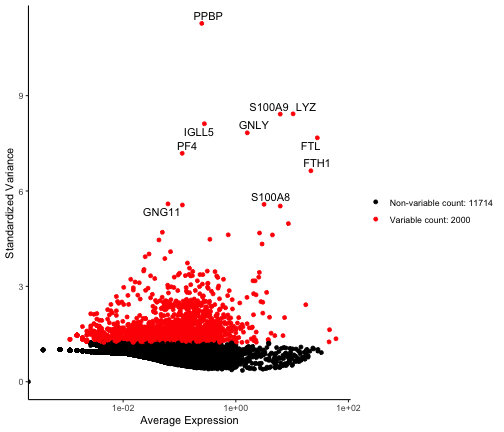 PPBP
S100A9 LYZ
GNLY
IGLL5
FTL
PF4
FTH1
S100A8
GNG11
Standardized Variance
9
6
3
0
1e-02 1e+00 1e+02
Average Expression
Non-variable count: 11714
Variable count: 2000